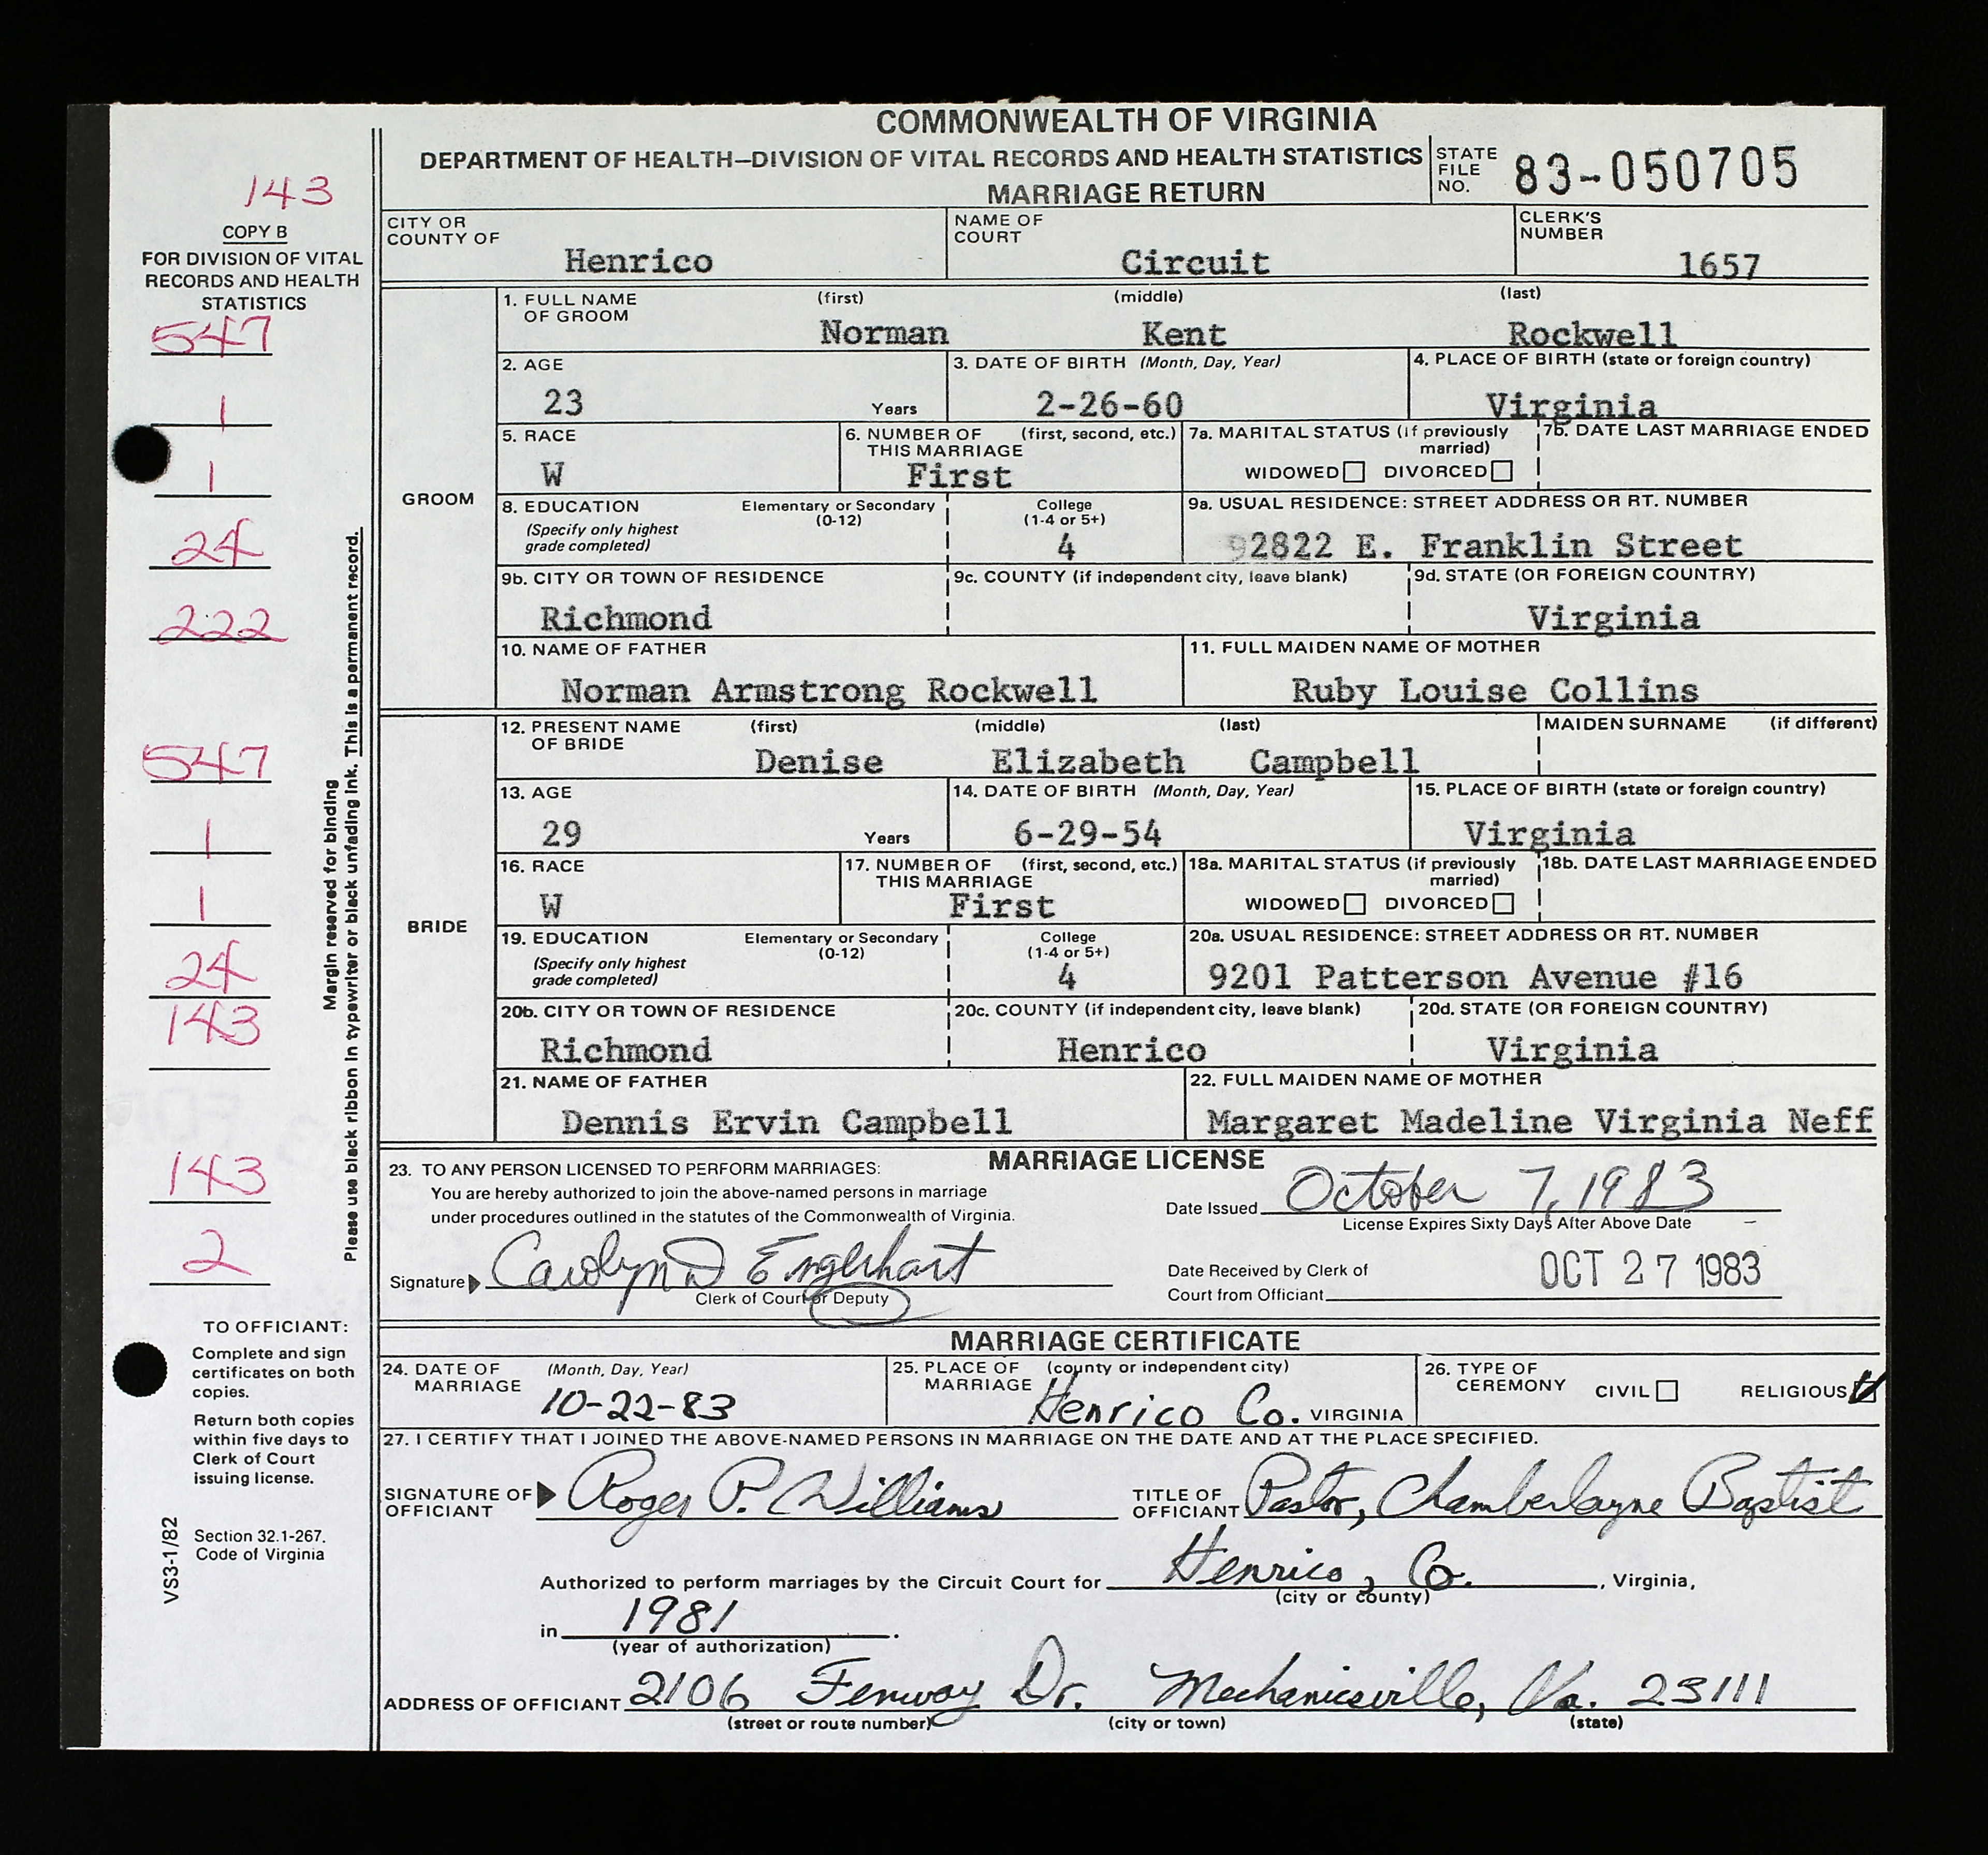 COMMONWEALTH OF VIRGINIA
DEPARTMENT OF HEALTH—DIVISION OF VITAL RECORDS AND HEALTH STATISTICS
MARRIAGE RETURN
STATE FILE NO. 83-050705
143
COPY B
FOR DIVISION OF VITAL
RECORDS AND HEALTH
STATISTICS
547
1
1
24
222
547
1
1
24
143
143
2
Margin reserved for binding
Please use black ribbon in typewriter or black unfading ink. This is a permanent record.
TO OFFICIANT:
Complete and sign
certificates on both
copies.
Return both copies
within five days to
Clerk of Court
issuing license.
Section 32.1-267,
Code of Virginia
VS3-1/82
CITY OR COUNTY OF Henrico
NAME OF COURT Circuit
CLERK'S NUMBER 1657
GROOM
1. FULL NAME OF GROOM (first) Norman (middle) Kent (last) Rockwell
2. AGE 23 Years
3. DATE OF BIRTH (Month, Day, Year) 2-26-60
4. PLACE OF BIRTH (state or foreign country) Virginia
5. RACE W
6. NUMBER OF THIS MARRIAGE (first, second, etc.) First
7a. MARITAL STATUS (if previously married) WIDOWED DIVORCED
7b. DATE LAST MARRIAGE ENDED
8. EDUCATION (Specify only highest grade completed) Elementary or Secondary (0-12) College (1-4 or 5+) 4
9a. USUAL RESIDENCE: STREET ADDRESS OR RT. NUMBER 2822 E. Franklin Street
9b. CITY OR TOWN OF RESIDENCE Richmond
9c. COUNTY (if independent city, leave blank)
9d. STATE (OR FOREIGN COUNTRY) Virginia
10. NAME OF FATHER Norman Armstrong Rockwell
11. FULL MAIDEN NAME OF MOTHER Ruby Louise Collins
BRIDE
12. PRESENT NAME OF BRIDE (first) Denise (middle) Elizabeth (last) Campbell
MAIDEN SURNAME (if different)
13. AGE 29 Years
14. DATE OF BIRTH (Month, Day, Year) 6-29-54
15. PLACE OF BIRTH (state or foreign country) Virginia
16. RACE W
17. NUMBER OF THIS MARRIAGE (first, second, etc.) First
18a. MARITAL STATUS (if previously married) WIDOWED DIVORCED
18b. DATE LAST MARRIAGE ENDED
19. EDUCATION (Specify only highest grade completed) Elementary or Secondary (0-12) College (1-4 or 5+) 4
20a. USUAL RESIDENCE: STREET ADDRESS OR RT. NUMBER 9201 Patterson Avenue #16
20b. CITY OR TOWN OF RESIDENCE Richmond
20c. COUNTY (if independent city, leave blank) Henrico
20d. STATE (OR FOREIGN COUNTRY) Virginia
21. NAME OF FATHER Dennis Ervin Campbell
22. FULL MAIDEN NAME OF MOTHER Margaret Madeline Virginia Neff
MARRIAGE LICENSE
23. TO ANY PERSON LICENSED TO PERFORM MARRIAGES:
You are hereby authorized to join the above-named persons in marriage
under procedures outlined in the statutes of the Commonwealth of Virginia.
Date Issued October 7, 1983
License Expires Sixty Days After Above Date
Signature Carolyn D Engerhart
Clerk of Court or Deputy
Date Received by Clerk of
Court from Officiant OCT 27 1983
MARRIAGE CERTIFICATE
24. DATE OF MARRIAGE (Month, Day, Year) 10-22-83
25. PLACE OF MARRIAGE (county or independent city) Henrico Co. VIRGINIA
26. TYPE OF CEREMONY CIVIL RELIGIOUS
27. I CERTIFY THAT I JOINED THE ABOVE-NAMED PERSONS IN MARRIAGE ON THE DATE AND AT THE PLACE SPECIFIED.
SIGNATURE OF OFFICIANT Roger P. Williams
TITLE OF OFFICIANT Pastor, Chamberlayne Baptist
Authorized to perform marriages by the Circuit Court for Henrico, Co. , Virginia,
(city or county)
in 1981 .
(year of authorization)
ADDRESS OF OFFICIANT 2106 Fenway Dr. Mechanicsville, Va. 23111
(street or route number) (city or town) (state)